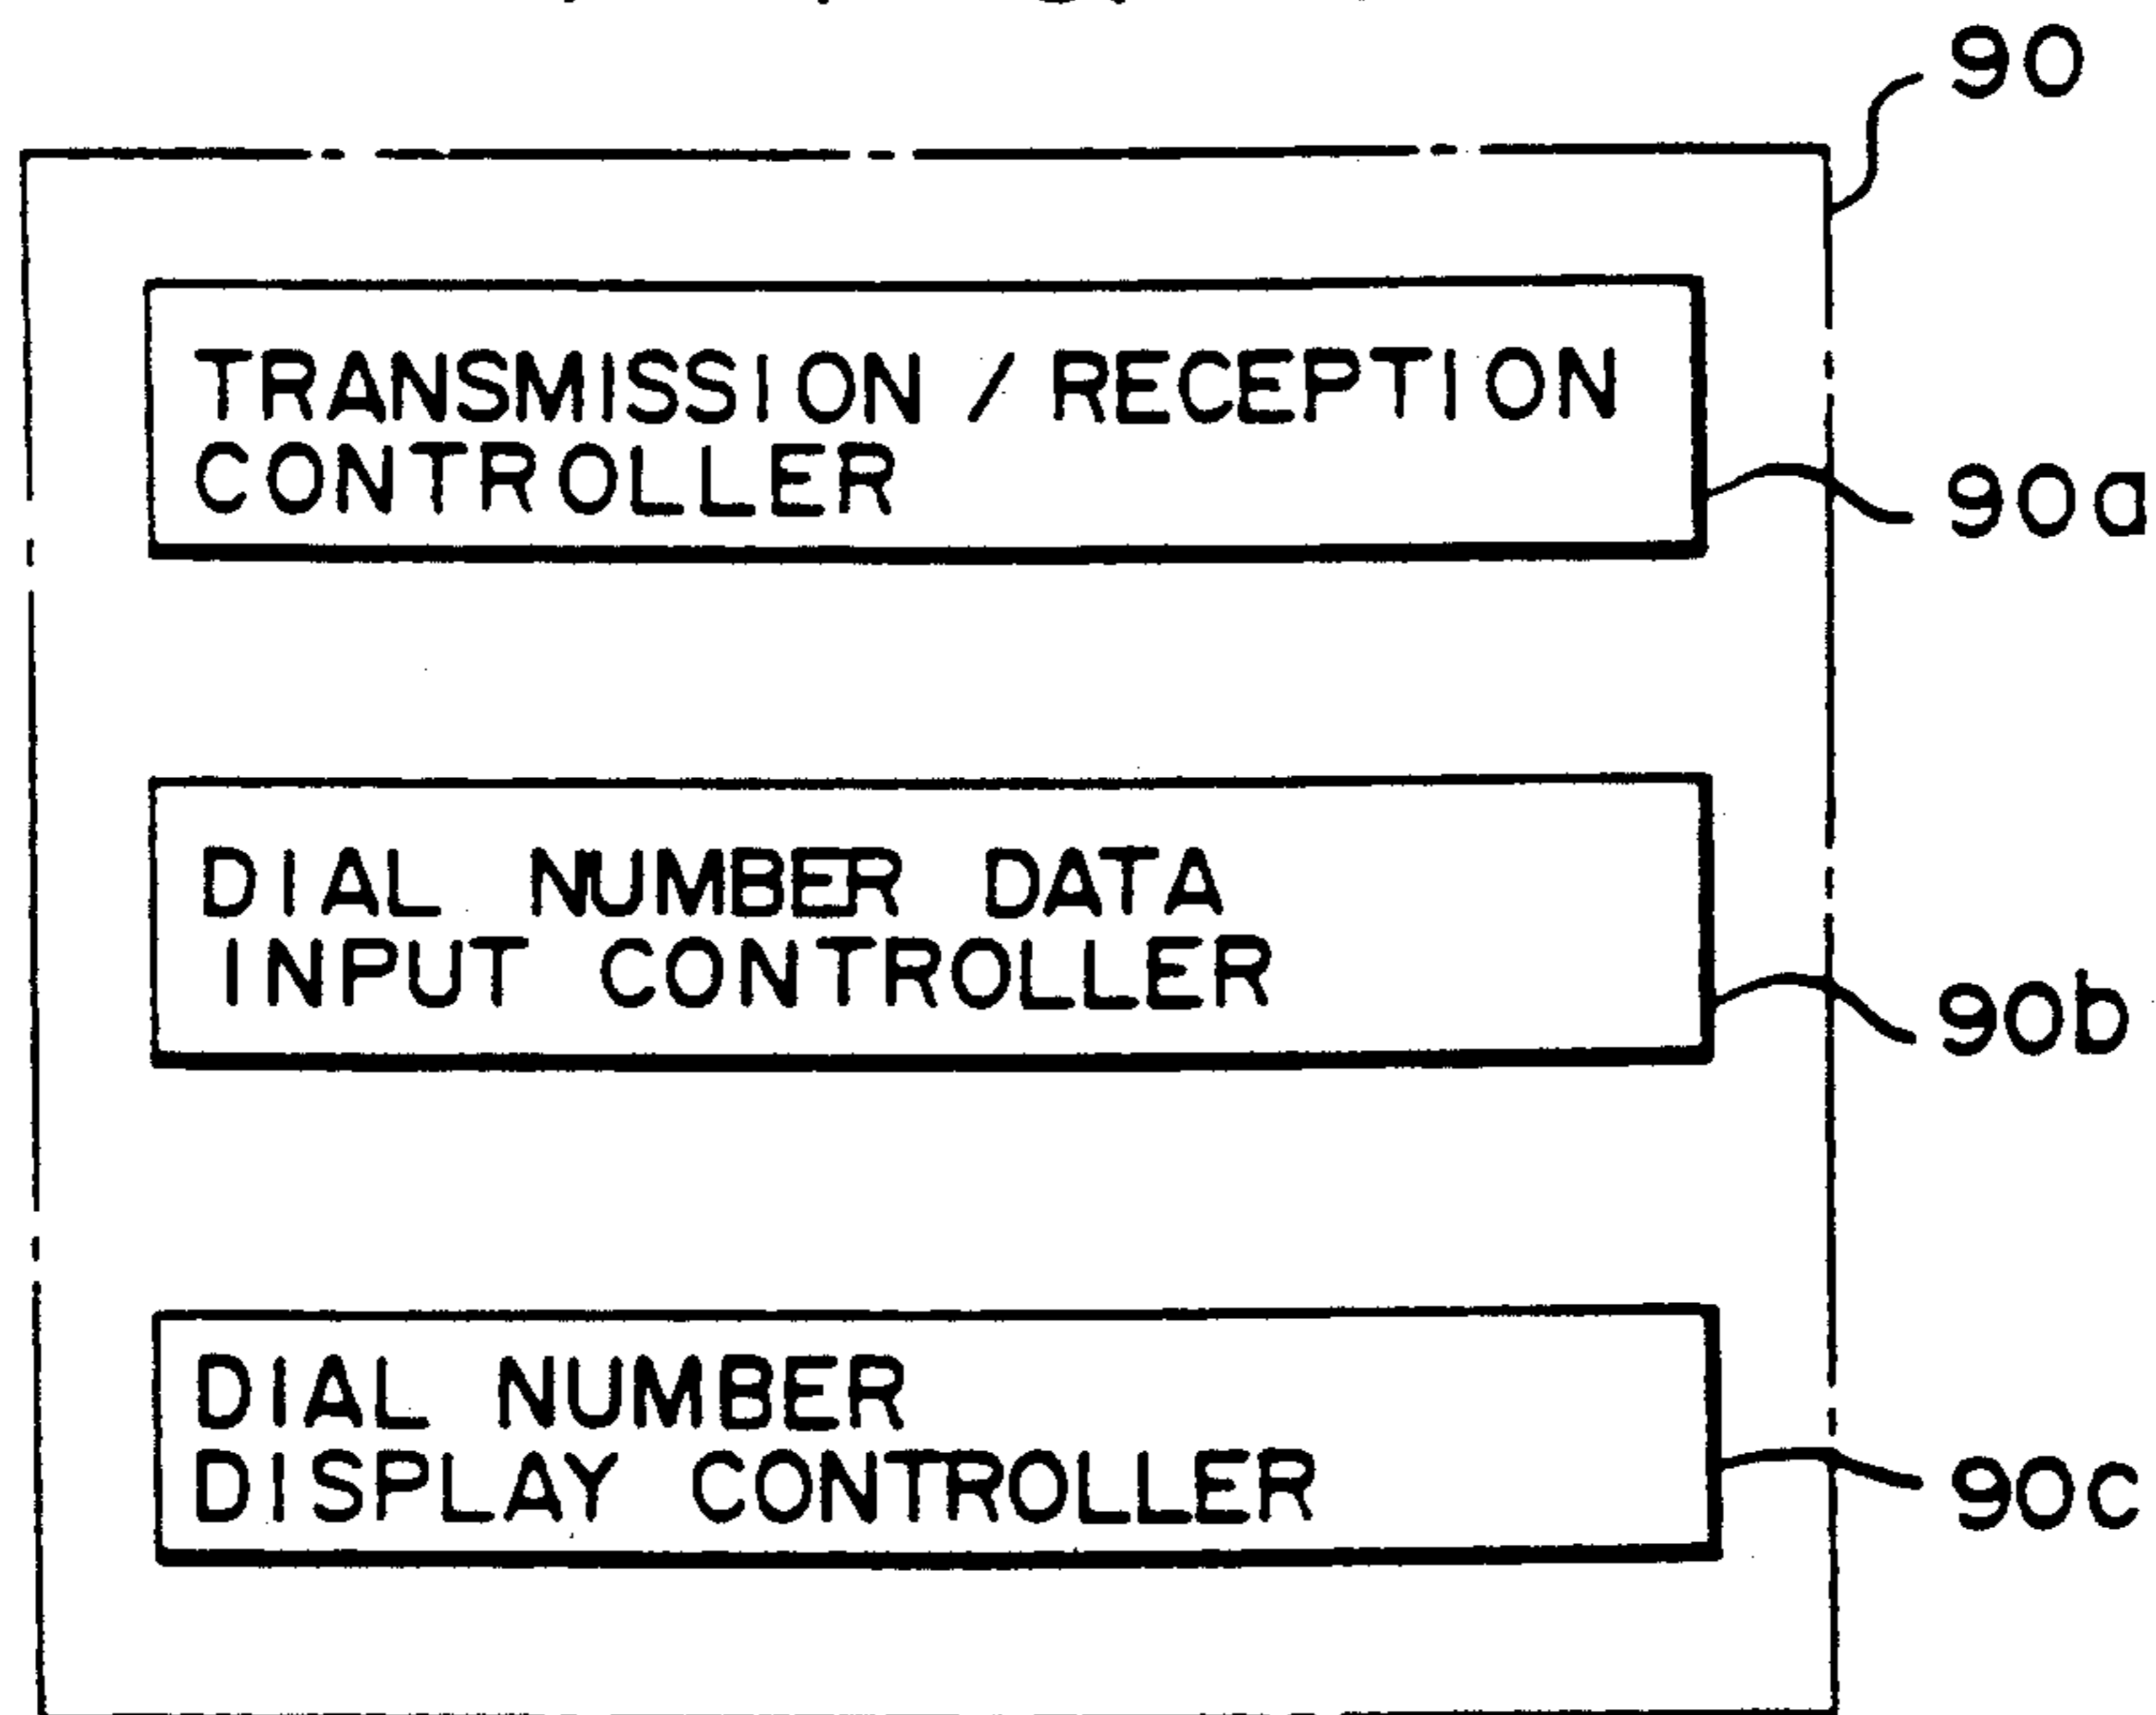 90
TRANSMISSION / RECEPTION
CONTROLLER
90a
DIAL NUMBER DATA
INPUT CONTROLLER
90b
DIAL NUMBER
DISPLAY CONTROLLER
90c